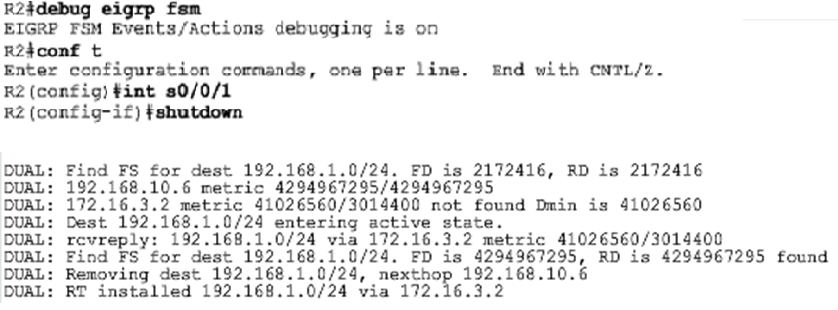 R2#debug eigrp fsm
EIGRP FSM Events/Actions debugging is on
R2#conf t
Enter configuration commands, one per line. End with CNTL/Z.
R2(config)#int s0/0/1
R2(config-if)#shutdown
DUAL: Find FS for dest 192.168.1.0/24. FD is 2172416, RD is 2172416
DUAL: 192.168.10.6 metric 4294967295/4294967295
DUAL: 172.16.3.2 metric 41026560/3014400 not found Dmin is 41026560
DUAL: Dest 192.168.1.0/24 entering active state.
DUAL: rcvreply: 192.168.1.0/24 via 172.16.3.2 metric 41026560/3014400
DUAL: Find FS for dest 192.168.1.0/24. FD is 4294967295, RD is 4294967295 found
DUAL: Removing dest 192.168.1.0/24, nexthop 192.168.10.6
DUAL: RT installed 192.168.1.0/24 via 172.16.3.2